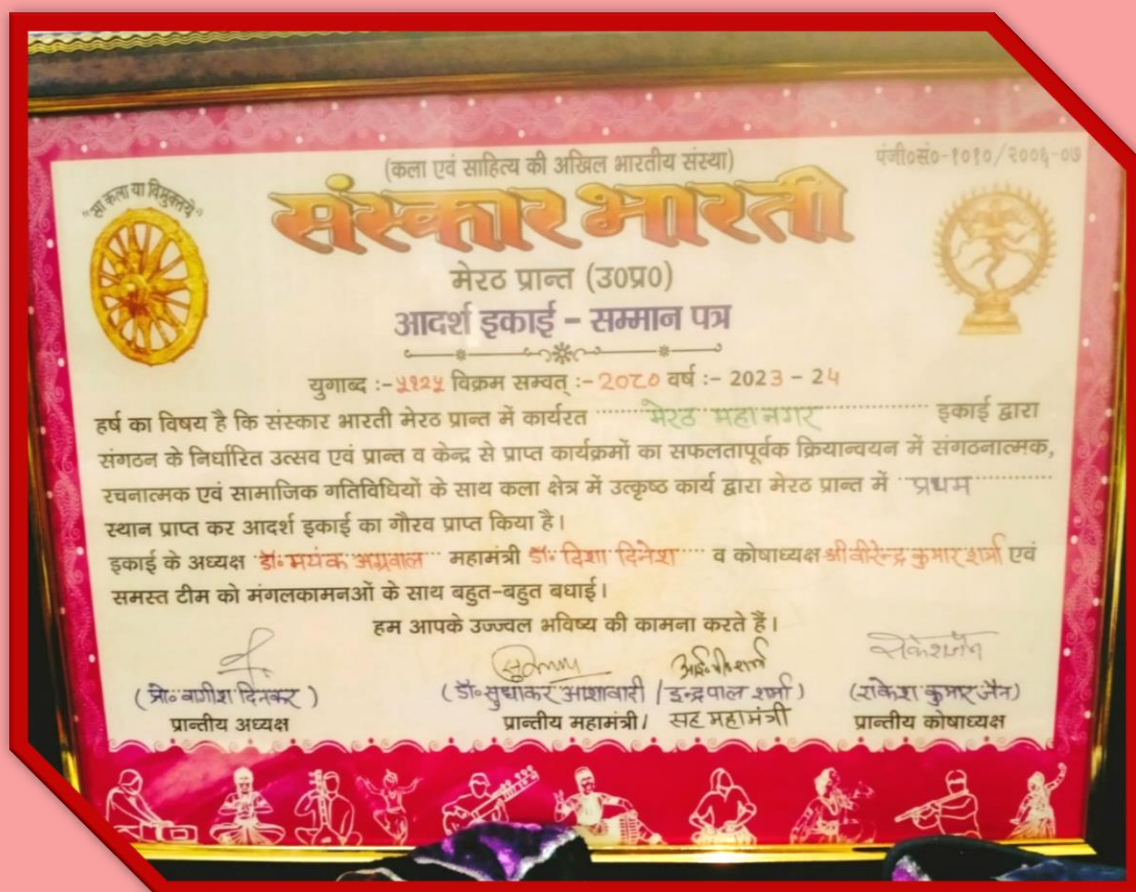 (कला एवं साहित्य की अखिल भारतीय संस्था)
पंजी०सं०-१०१०/२००६-०७
"सा कला या विमुक्तये"
संस्कार भारती
मेरठ प्रान्त (उ0प्र0)
आदर्श इकाई – सम्मान पत्र
युगाब्द :- ५१२५ विक्रम सम्वत् :- 2080 वर्ष :- 2023 – 24
हर्ष का विषय है कि संस्कार भारती मेरठ प्रान्त में कार्यरत मेरठ महानगर इकाई द्वारा
संगठन के निर्धारित उत्सव एवं प्रान्त व केन्द्र से प्राप्त कार्यक्रमों का सफलतापूर्वक क्रियान्वयन में संगठनात्मक,
रचनात्मक एवं सामाजिक गतिविधियों के साथ कला क्षेत्र में उत्कृष्ठ कार्य द्वारा मेरठ प्रान्त में प्रथम
स्थान प्राप्त कर आदर्श इकाई का गौरव प्राप्त किया है।
इकाई के अध्यक्ष डॉ॰ मयंक अग्रवाल महामंत्री डॉ॰ दिशा दिनेश व कोषाध्यक्ष श्री वीरेन्द्र कुमार शर्मा एवं
समस्त टीम को मंगलकामनओं के साथ बहुत-बहुत बधाई।
हम आपके उज्ज्वल भविष्य की कामना करते हैं।
राकेश जैन
(प्रो॰ वागीश दिनकर) (डॉ॰ सुधाकर आशावादी / इन्द्रपाल शर्मा) (राकेश कुमार जैन)
प्रान्तीय अध्यक्ष प्रान्तीय महामंत्री / सह महामंत्री प्रान्तीय कोषाध्यक्ष